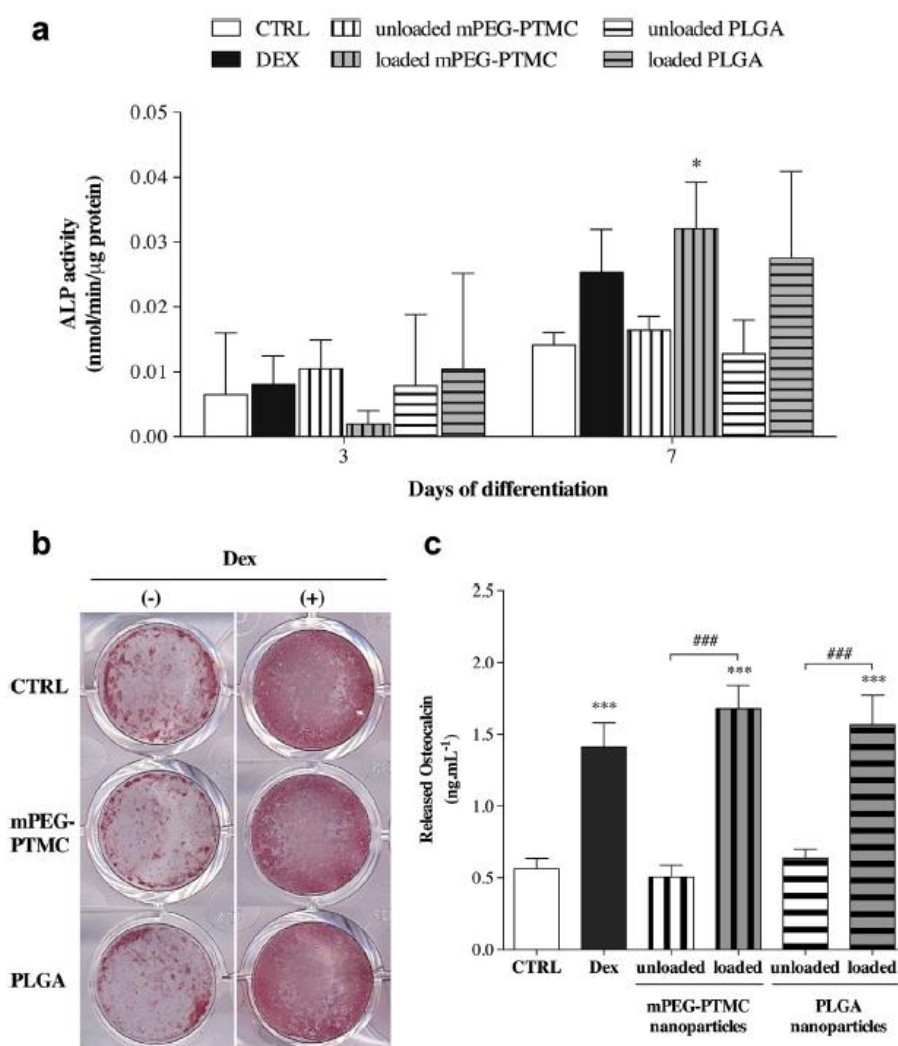 a
CTRL unloaded mPEG-PTMC unloaded PLGA
DEX loaded mPEG-PTMC loaded PLGA
0.05
0.04
0.03
0.02
0.01
0.00
ALP activity
(nmol/min/µg protein)
*
3 7
Days of differentiation
b
Dex
(-) (+)
CTRL
mPEG-
PTMC
PLGA
c
2.5
2.0
1.5
1.0
0.5
0.0
Released Osteocalcin
(ng.mL⁻¹)
### ###
*** *** ***
CTRL Dex unloaded loaded unloaded loaded
mPEG-PTMC PLGA
nanoparticles nanoparticles